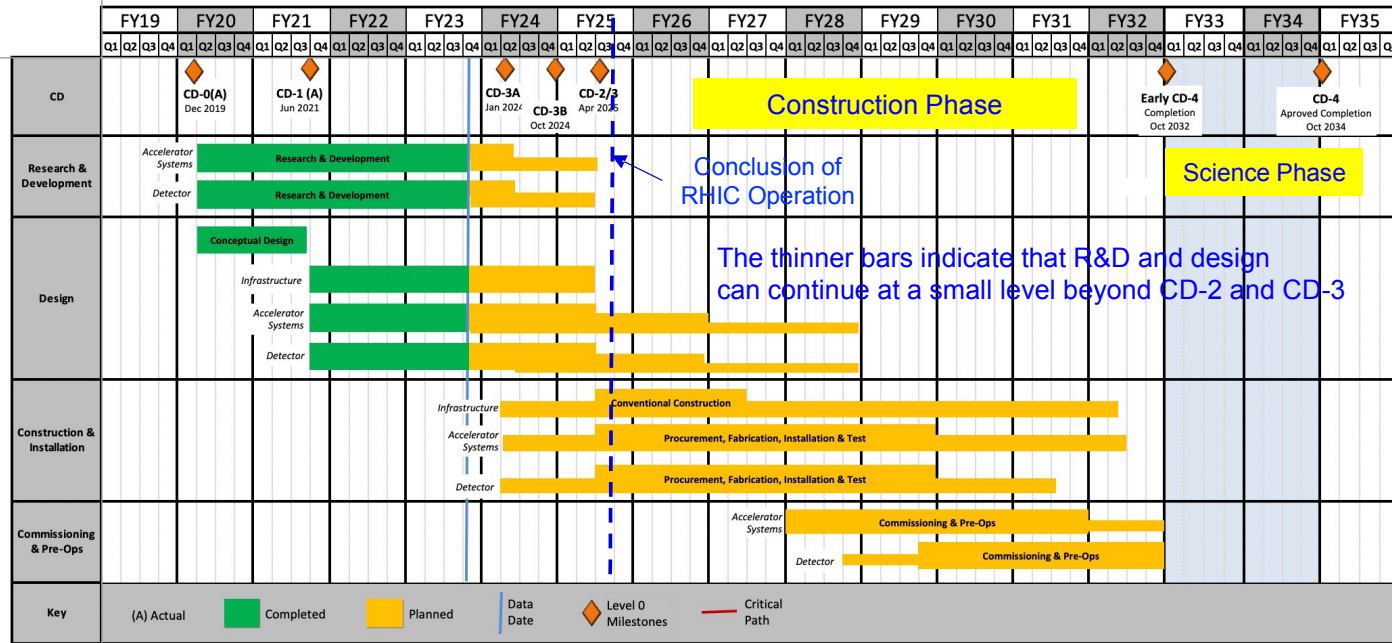 FY19 FY20 FY21 FY22 FY23 FY24 FY25 FY26 FY27 FY28 FY29 FY30 FY31 FY32 FY33 FY34 FY35
Q1 Q2 Q3 Q4 Q1 Q2 Q3 Q4 Q1 Q2 Q3 Q4 Q1 Q2 Q3 Q4 Q1 Q2 Q3 Q4 Q1 Q2 Q3 Q4 Q1 Q2 Q3 Q4 Q1 Q2 Q3 Q4 Q1 Q2 Q3 Q4 Q1 Q2 Q3 Q4 Q1 Q2 Q3 Q4 Q1 Q2 Q3 Q4 Q1 Q2 Q3 Q4 Q1 Q2 Q3 Q4 Q1 Q2 Q3 Q4 Q1 Q2 Q3 Q4 Q1 Q2 Q3
CD
CD-0(A)
Dec 2019
CD-1 (A)
Jun 2021
CD-3A
Jan 2024
CD-3B
Oct 2024
CD-2/3
Apr 2025
Construction Phase
Early CD-4
Completion
Oct 2032
CD-4
Aproved Completion
Oct 2034
Research &
Development
Accelerator
Systems
Research & Development
Detector
Research & Development
Conclusion of
RHIC Operation
Science Phase
Design
Conceptual Design
Infrastructure
Accelerator
Systems
Detector
The thinner bars indicate that R&D and design
can continue at a small level beyond CD-2 and CD-3
Construction &
Installation
Infrastructure
Conventional Construction
Accelerator
Systems
Procurement, Fabrication, Installation & Test
Detector
Procurement, Fabrication, Installation & Test
Commissioning
& Pre-Ops
Accelerator
Systems
Commissioning & Pre-Ops
Detector
Commissioning & Pre-Ops
Key
(A) Actual
Completed
Planned
Data
Date
Level 0
Milestones
Critical
Path